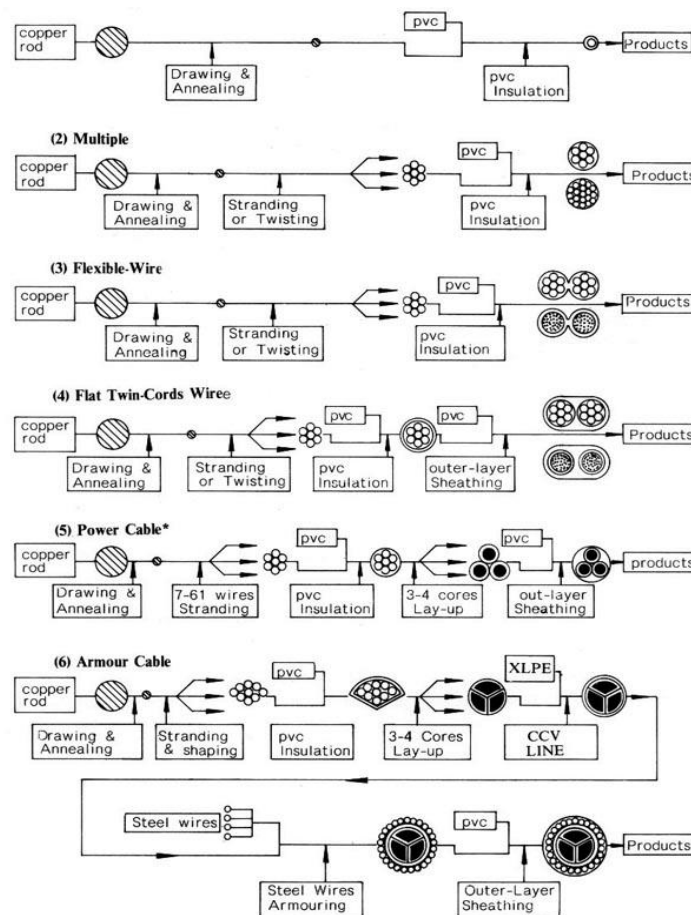 copper
rod
pvc
Products
Drawing &
Annealing
pvc
Insulation
(2) Multiple
copper
rod
pvc
Products
Drawing &
Annealing
Stranding
or Twisting
pvc
Insulation
(3) Flexible-Wire
copper
rod
pvc
Products
Drawing &
Annealing
Stranding
or Twisting
pvc
Insulation
(4) Flat Twin-Cords Wiree
copper
rod
pvc
pvc
Products
Drawing &
Annealing
Stranding
or Twisting
pvc
Insulation
outer-layer
Sheathing
(5) Power Cable*
copper
rod
pvc
pvc
products
Drawing &
Annealing
7-61 wires
Stranding
pvc
Insulation
3-4 cores
Lay-up
out-layer
Sheathing
(6) Armour Cable
copper
rod
pvc
XLPE
Drawing &
Annealing
Stranding
& shaping
pvc
Insulation
3-4 Cores
Lay-up
CCV
LINE
Steel wires
pvc
Products
Steel Wires
Armouring
Outer-Layer
Sheathing